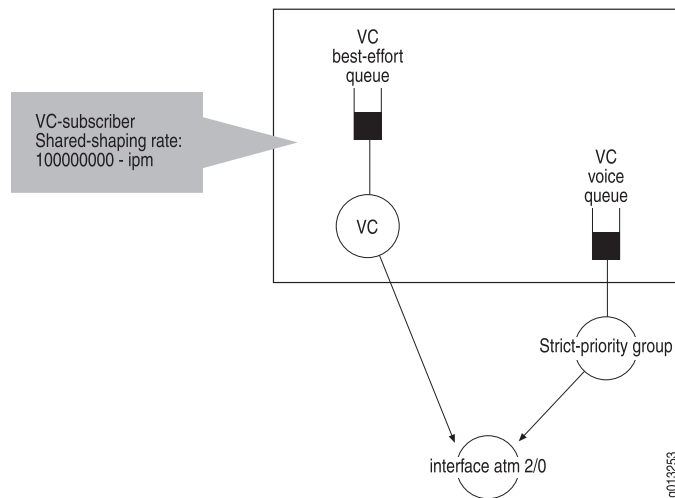 VC
best-effort
queue
VC-subscriber
Shared-shaping rate:
100000000 - ipm
VC
voice
queue
VC
Strict-priority group
interface atm 2/0
g013253